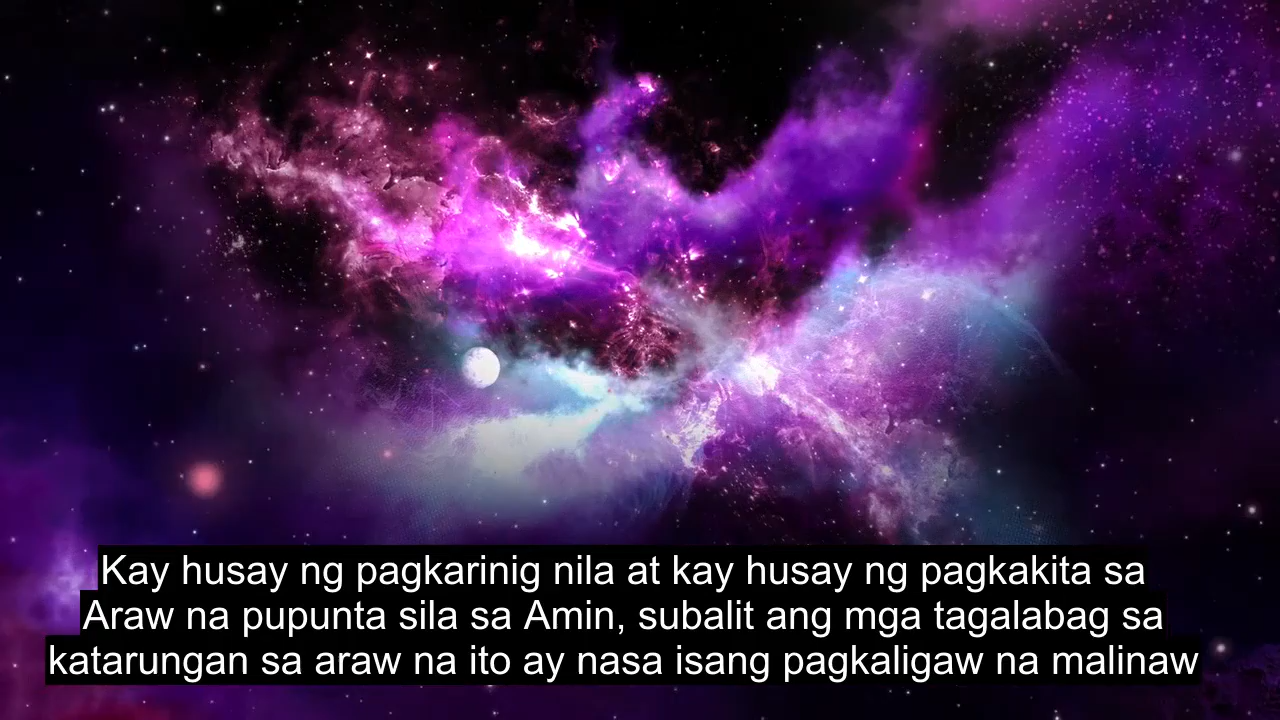 Kay husay ng pagkarinig nila at kay husay ng pagkakita sa
Araw na pupunta sila sa Amin, subalit ang mga tagalabag sa
katarungan sa araw na ito ay nasa isang pagkaligaw na malinaw